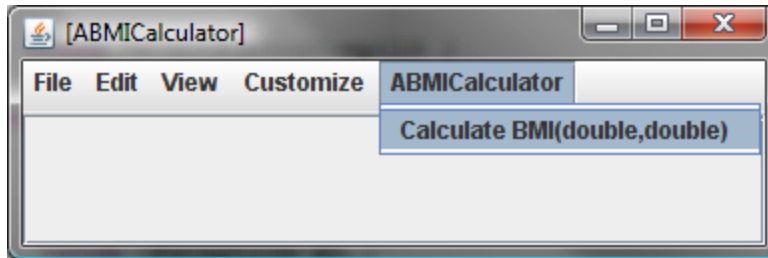 [ABMICalculator]
File Edit View Customize ABMICalculator
Calculate BMI(double,double)